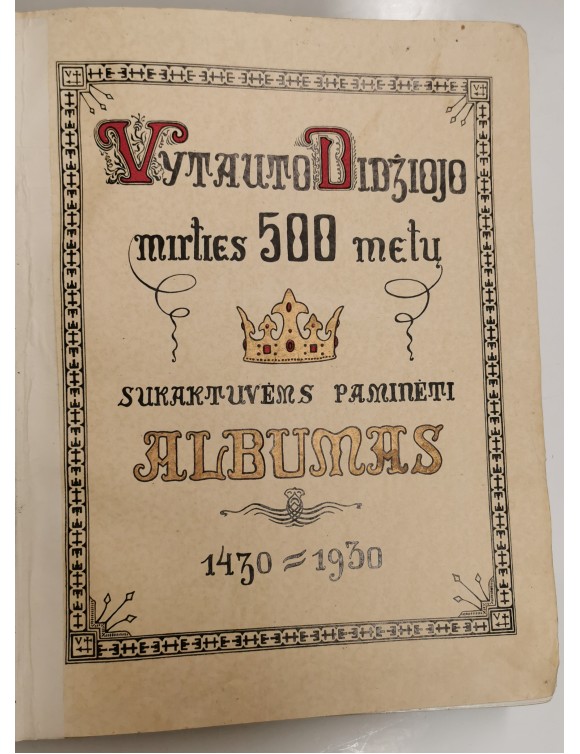 Vytauto Didžiojo
mirties 500 metų
sukaktuvėms paminėti
ALBUMAS
1430 = 1930